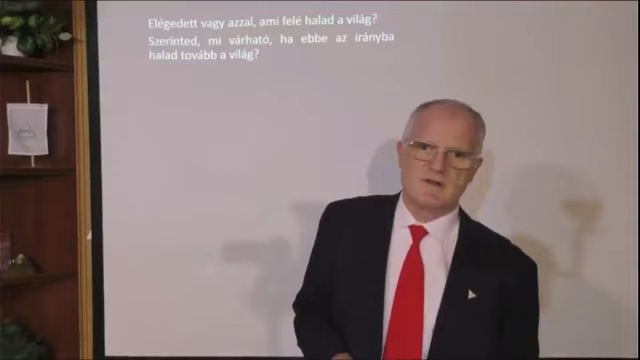 Elégedett vagy azzal, ami felé halad a világ?
Szerinted, mi várható, ha ebbe az irányba
halad tovább a világ?